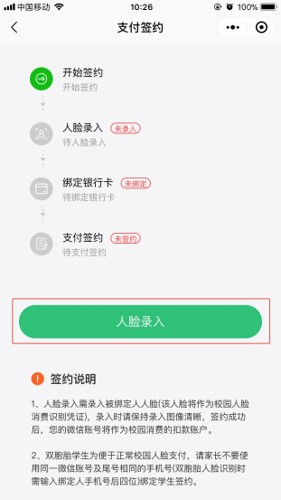 中国移动 10:26 100%
支付签约
开始签约
开始签约
人脸录入 未录入
待人脸录入
绑定银行卡 未绑定
待绑定银行卡
支付签约 未签约
待支付签约
人脸录入
签约说明
1、人脸录入需录入被绑定人人脸(该人脸将作为校园人脸
消费识别凭证)，录入时请保持录入图像清晰，签约成功
后，您的微信账号将作为校园消费的扣款账户。
2、双胞胎学生为便于正常校园人脸支付，请家长不要使
用同一微信账号及尾号相同的手机号(双胞胎人脸识别时
需输入绑定人手机号后四位)绑定学生签约。